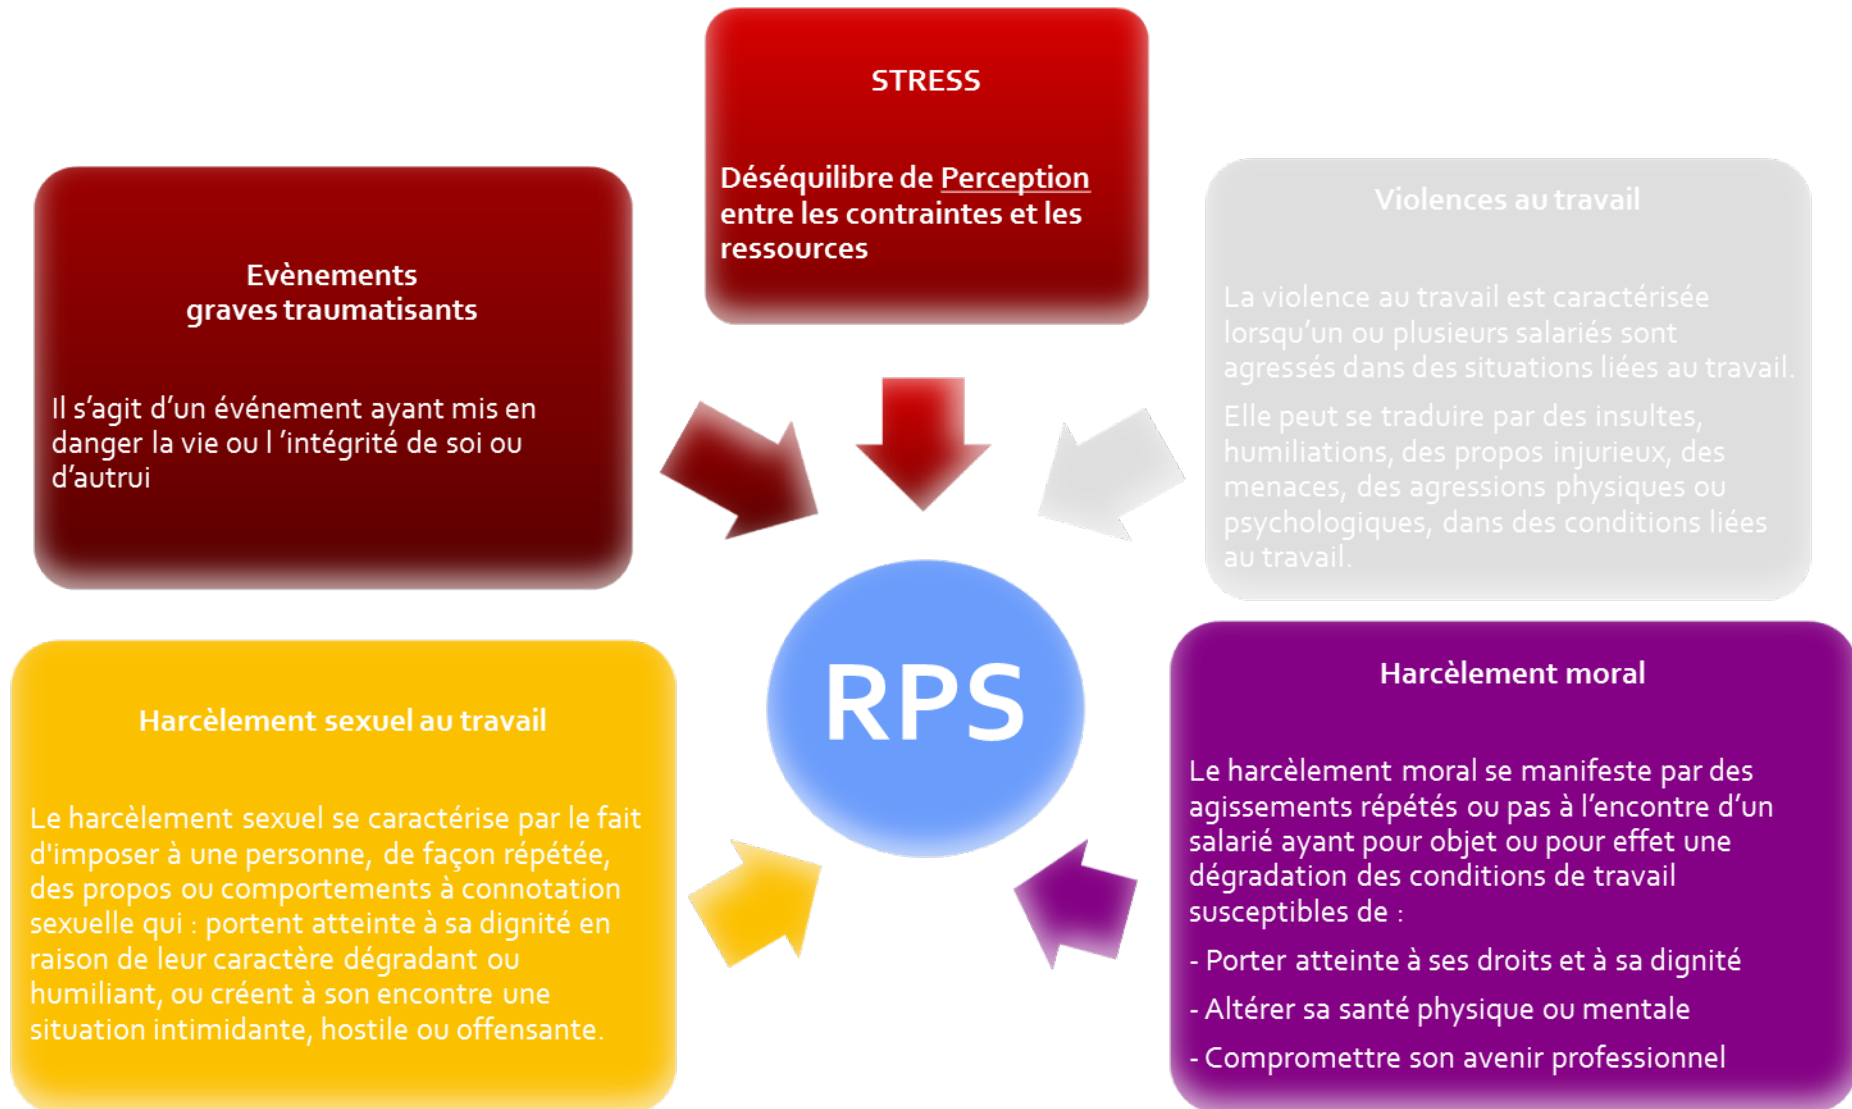 STRESS
Déséquilibre de Perception
entre les contraintes et les
ressources
Evènements
graves traumatisants
Il s’agit d’un événement ayant mis en
danger la vie ou l ’intégrité de soi ou
d’autrui
Violences au travail
La violence au travail est caractérisée
lorsqu’un ou plusieurs salariés sont
agressés dans des situations liées au travail.
Elle peut se traduire par des insultes,
humiliations, des propos injurieux, des
menaces, des agressions physiques ou
psychologiques, dans des conditions liées
au travail.
RPS
Harcèlement sexuel au travail
Le harcèlement sexuel se caractérise par le fait
d'imposer à une personne, de façon répétée,
des propos ou comportements à connotation
sexuelle qui : portent atteinte à sa dignité en
raison de leur caractère dégradant ou
humiliant, ou créent à son encontre une
situation intimidante, hostile ou offensante.
Harcèlement moral
Le harcèlement moral se manifeste par des
agissements répétés ou pas à l’encontre d’un
salarié ayant pour objet ou pour effet une
dégradation des conditions de travail
susceptibles de :
- Porter atteinte à ses droits et à sa dignité
- Altérer sa santé physique ou mentale
- Compromettre son avenir professionnel